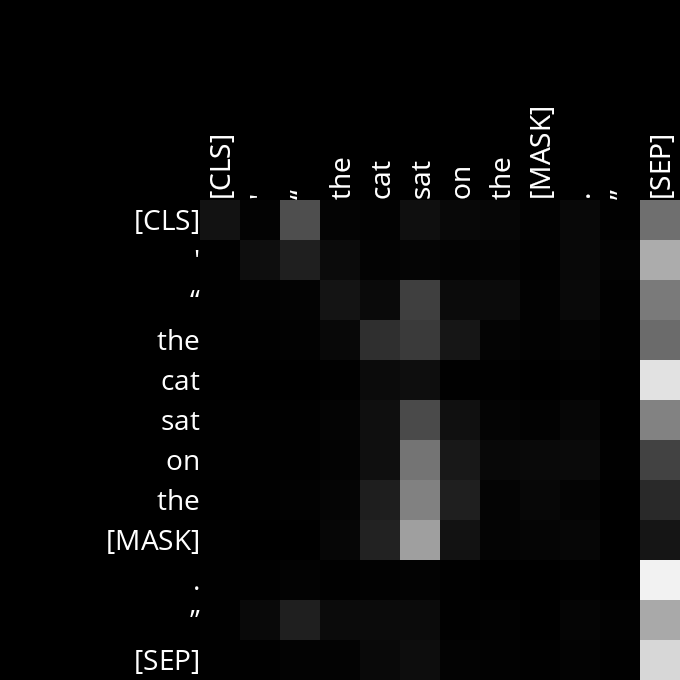 [CLS] ' “ the cat sat on the [MASK] . ” [SEP]
[CLS]
'
“
the
cat
sat
on
the
[MASK]
.
”
[SEP]